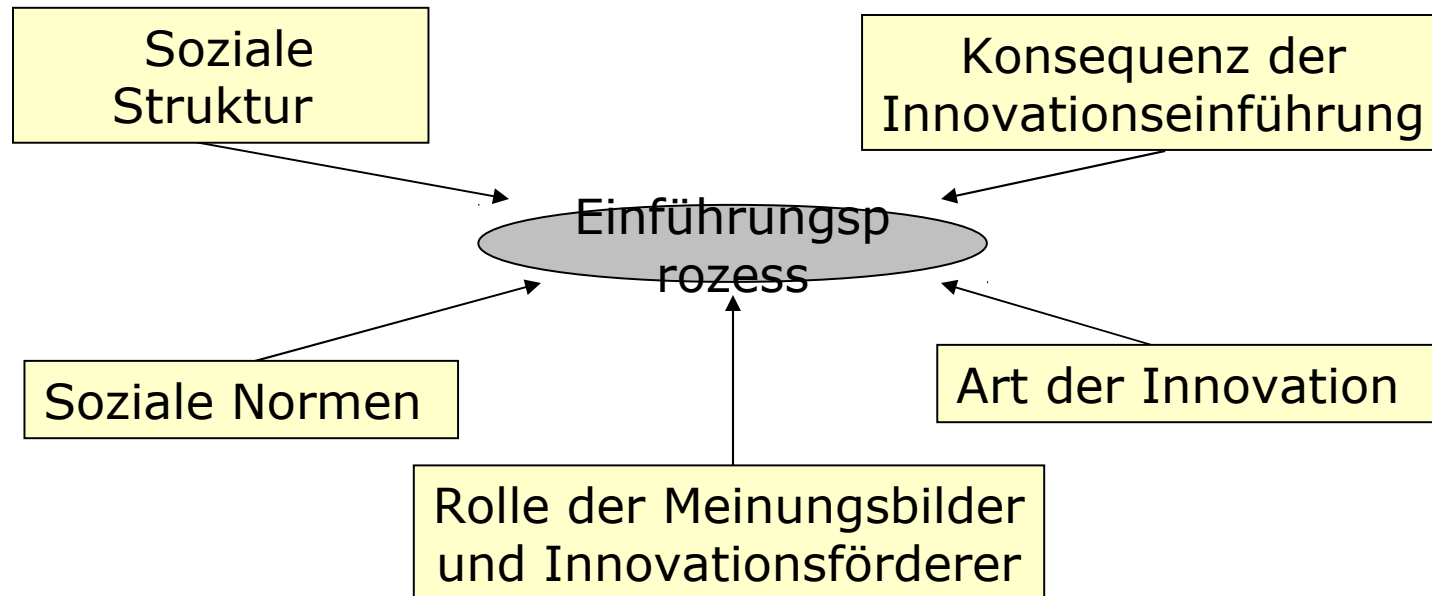 Soziale
Struktur
Konsequenz der
Innovationseinführung
Einführungsp
rozess
Soziale Normen
Art der Innovation
Rolle der Meinungsbilder
und Innovationsförderer